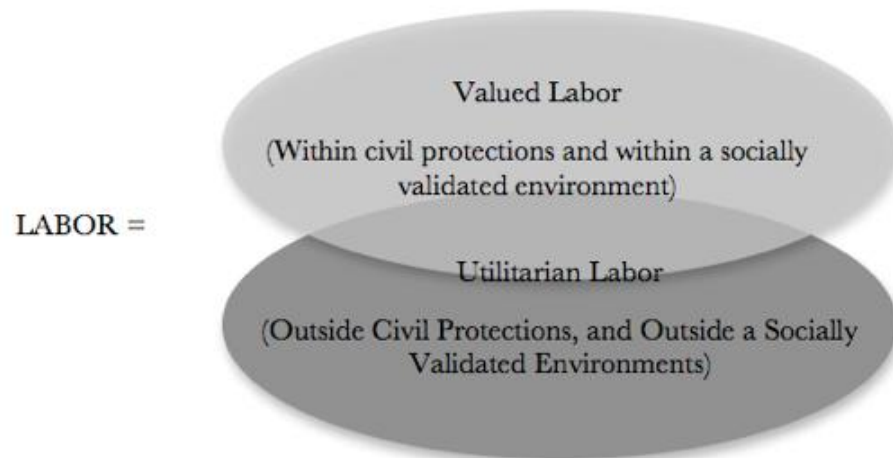 Valued Labor
(Within civil protections and within a socially
validated environment)
LABOR =
Utilitarian Labor
(Outside Civil Protections, and Outside a Socially
Validated Environments)